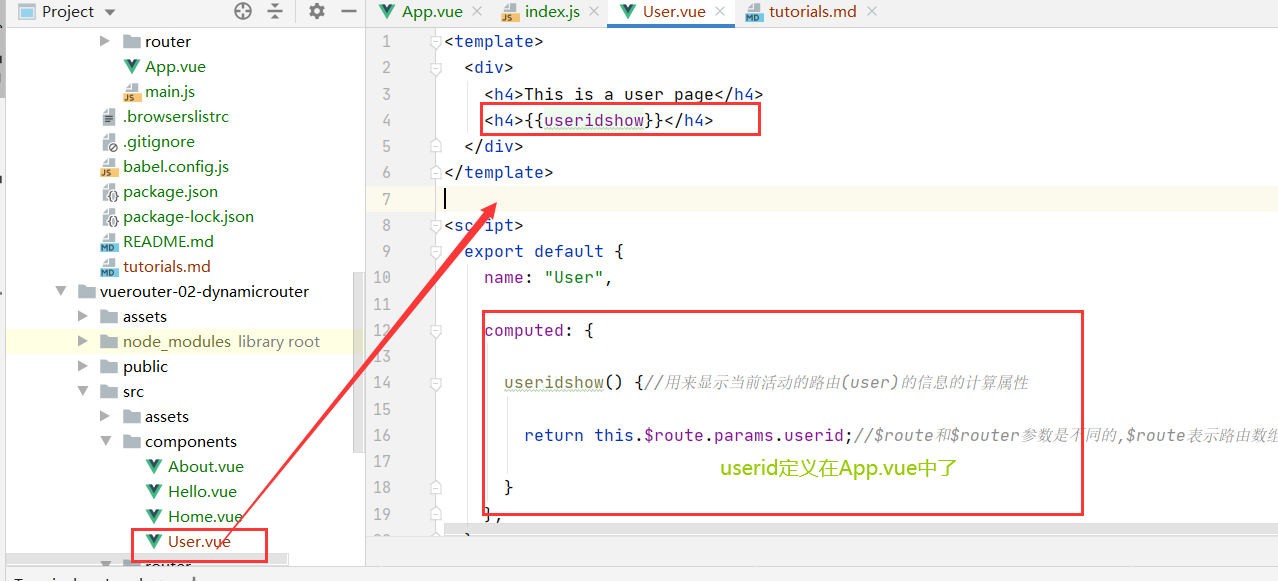 Project
router
App.vue
main.js
.browserslistrc
.gitignore
babel.config.js
package.json
package-lock.json
README.md
tutorials.md
vuerouter-02-dynamicrouter
assets
node_modules library root
public
src
assets
components
About.vue
Hello.vue
Home.vue
User.vue
router
App.vue index.js User.vue tutorials.md
1 <template>
2 <div>
3 <h4>This is a user page</h4>
4 <h4>{{useridshow}}</h4>
5 </div>
6 </template>
7
8 <script>
9 export default {
10 name: "User",
11
12 computed: {
13
14 useridshow() {//用来显示当前活动的路由(user)的信息的计算属性
15
16 return this.$route.params.userid;//$route和$router参数是不同的,$route表示路由数组
17
userid定义在App.vue中了
18 }
19 },